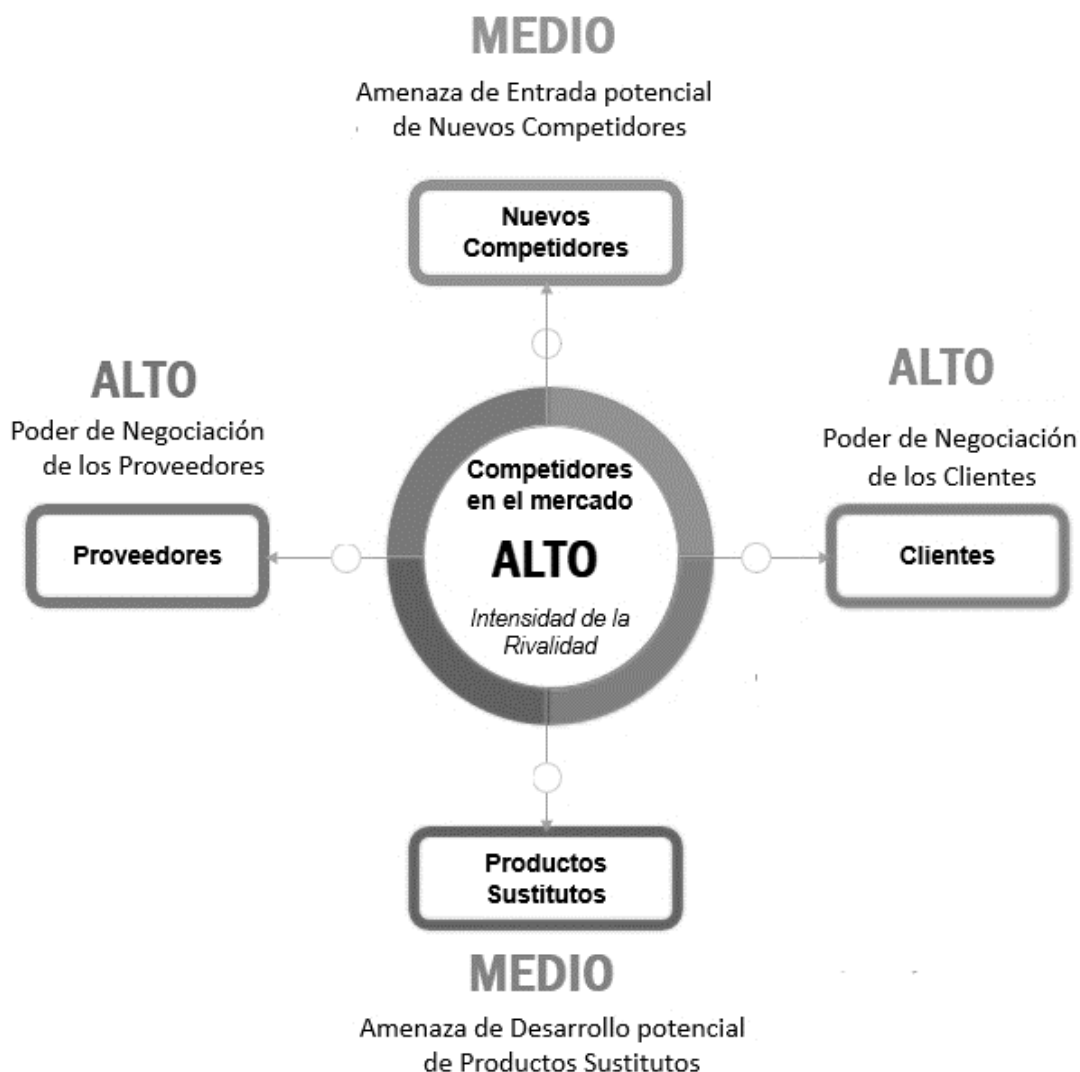 MEDIO
Amenaza de Entrada potencial
de Nuevos Competidores
Nuevos
Competidores
ALTO
Poder de Negociación
de los Proveedores
Proveedores
Competidores
en el mercado
ALTO
Intensidad de la
Rivalidad
ALTO
Poder de Negociación
de los Clientes
Clientes
Productos
Sustitutos
MEDIO
Amenaza de Desarrollo potencial
de Productos Sustitutos